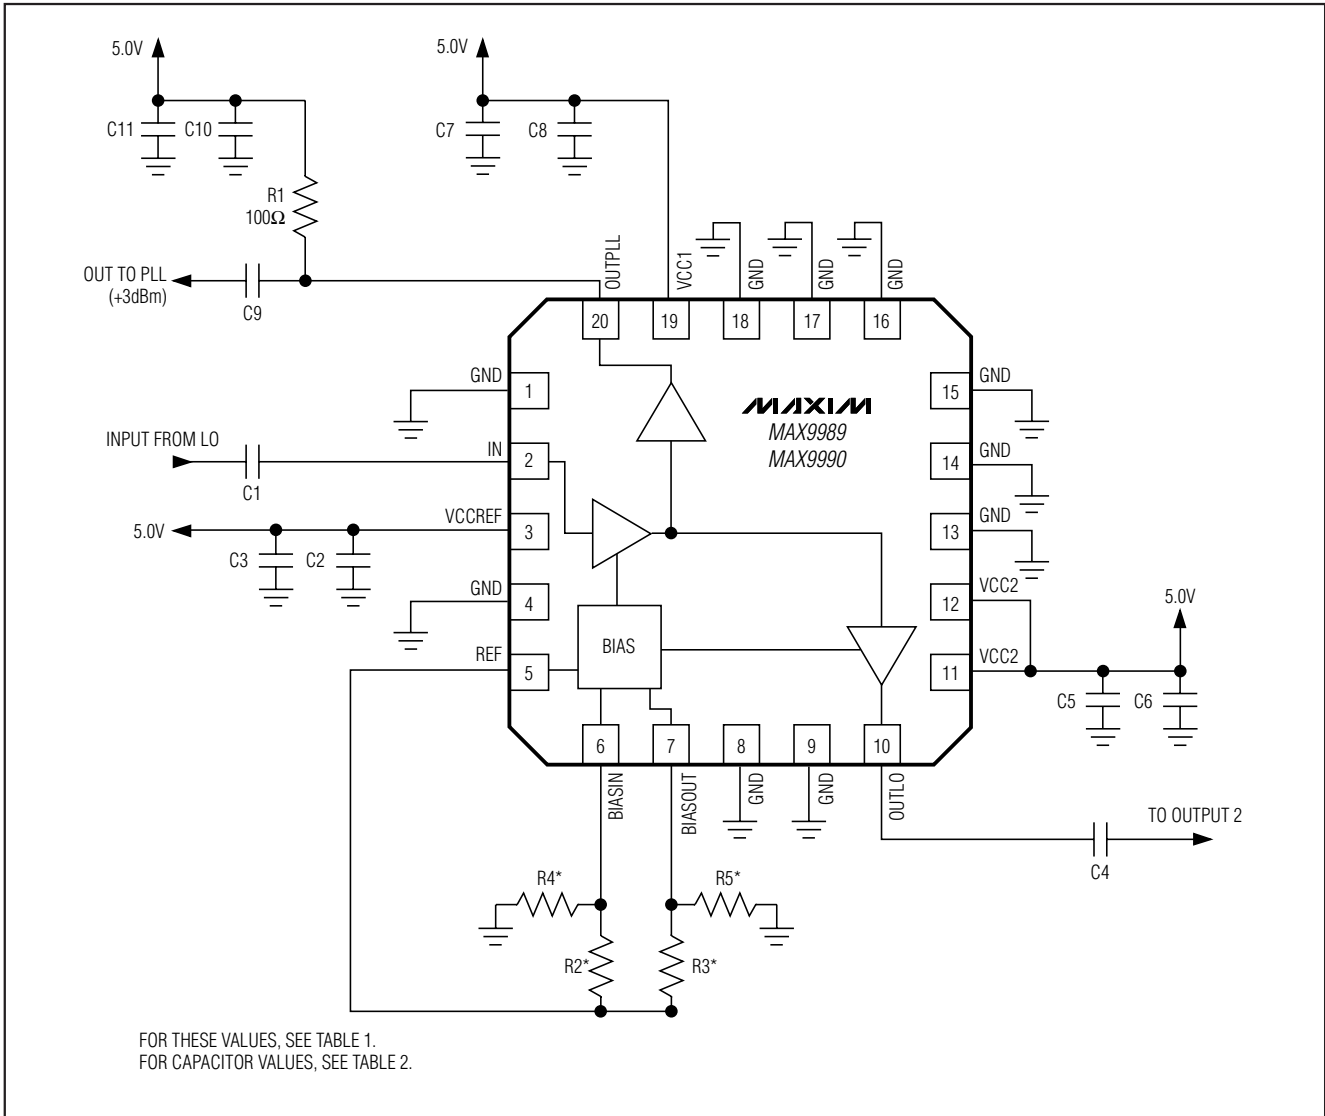 5.0V
5.0V
C11
C10
C7
C8
R1
100Ω
OUT TO PLL
(+3dBm)
C9
OUTPLL
VCC1
GND
GND
GND
20
19
18
17
16
GND
1
15
GND
MAXIM
MAX9989
MAX9990
INPUT FROM LO
C1
IN
2
14
GND
5.0V
C3
C2
VCCREF
3
13
GND
GND
4
12
VCC2
5.0V
BIAS
REF
5
11
VCC2
C5
C6
6
7
8
9
10
BIASIN
BIASOUT
GND
GND
OUTLO
TO OUTPUT 2
C4
R4*
R5*
R2*
R3*
FOR THESE VALUES, SEE TABLE 1.
FOR CAPACITOR VALUES, SEE TABLE 2.